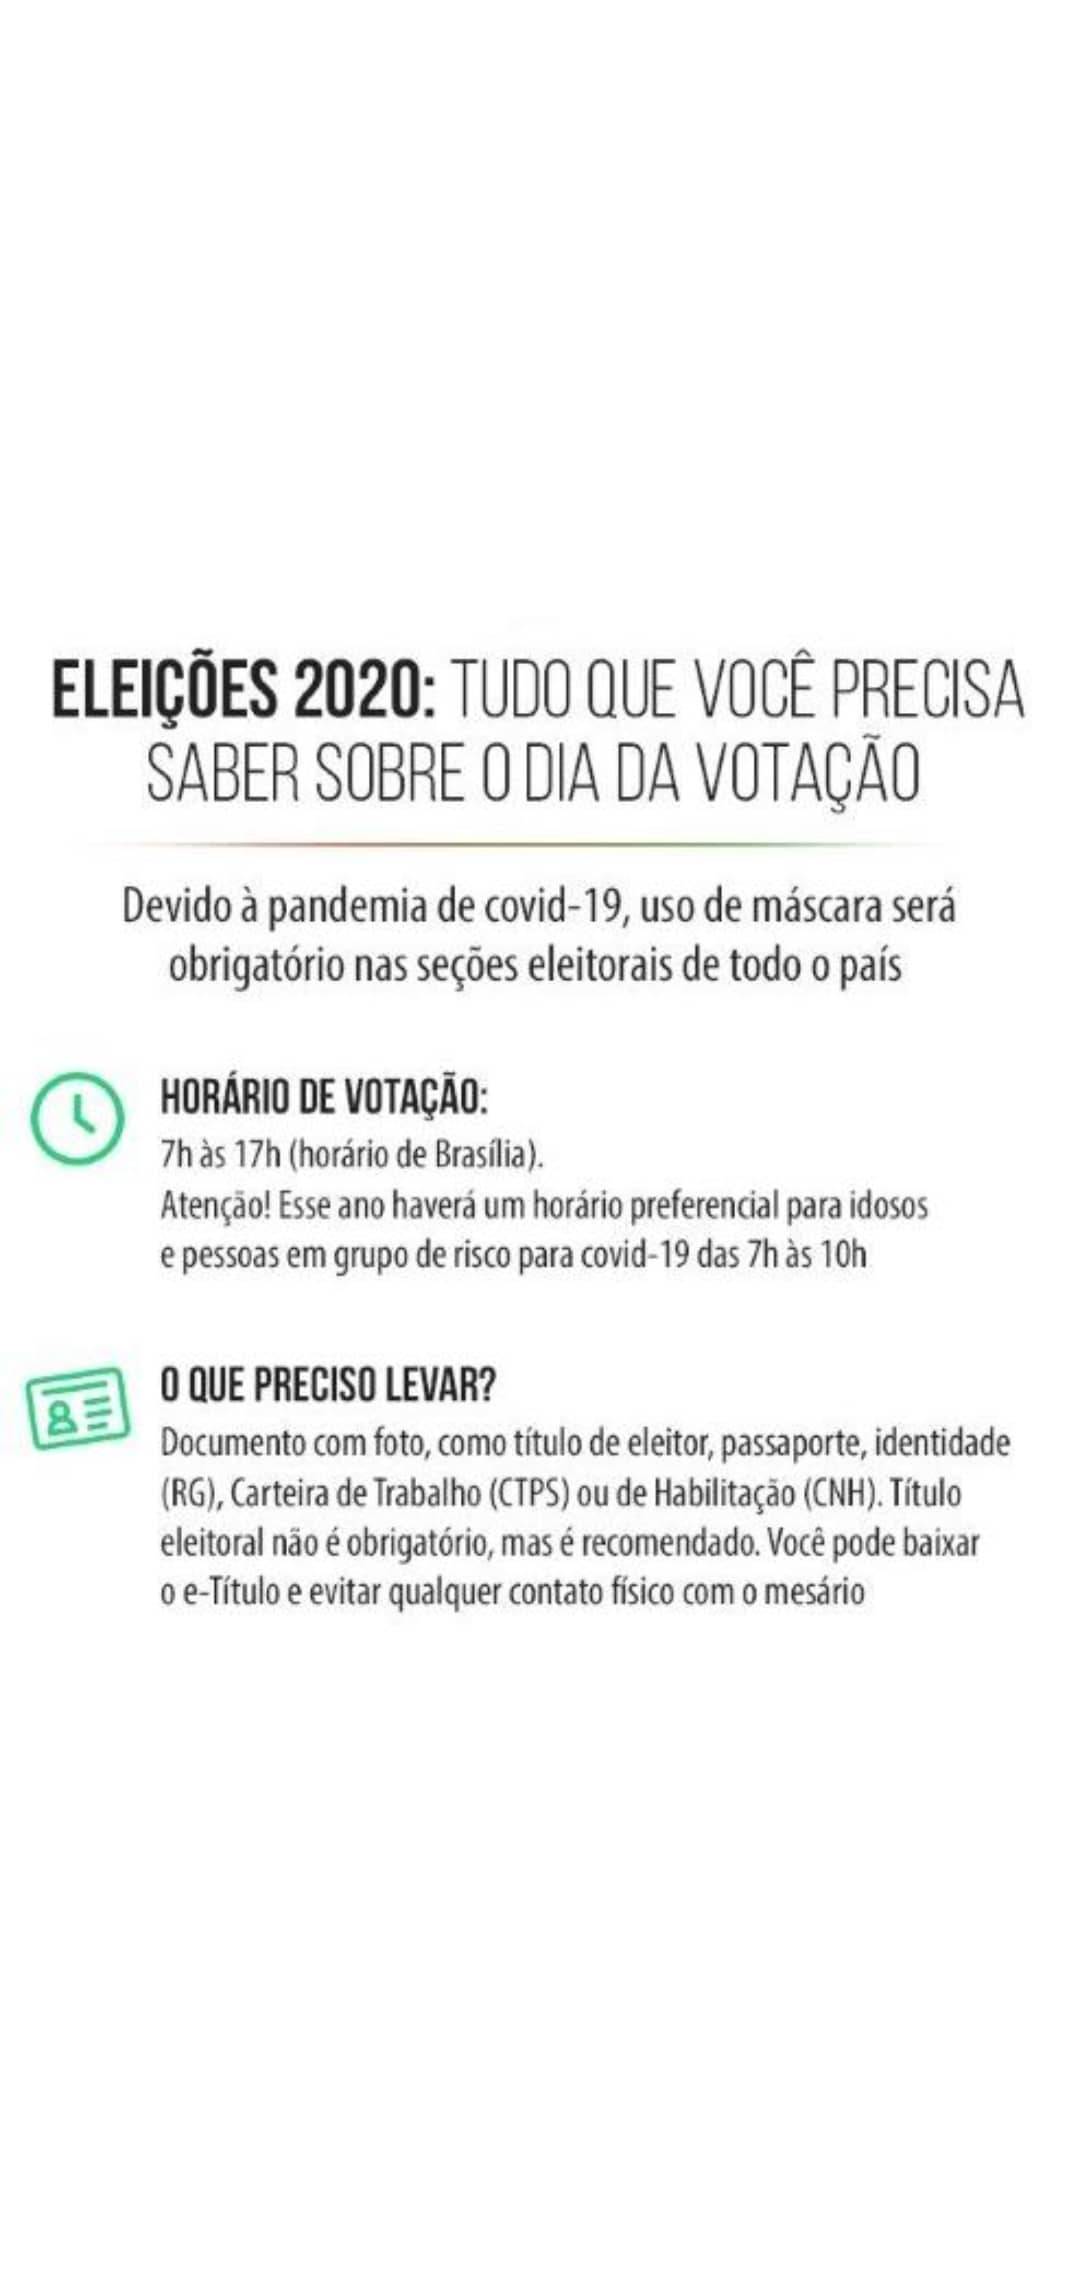 ELEIÇÕES 2020: TUDO QUE VOCÊ PRECISA
SABER SOBRE O DIA DA VOTAÇÃO
Devido à pandemia de covid-19, uso de máscara será
obrigatório nas seções eleitorais de todo o país
HORÁRIO DE VOTAÇÃO:
7h às 17h (horário de Brasília).
Atenção! Esse ano haverá um horário preferencial para idosos
e pessoas em grupo de risco para covid-19 das 7h às 10h
O QUE PRECISO LEVAR?
Documento com foto, como título de eleitor, passaporte, identidade
(RG), Carteira de Trabalho (CTPS) ou de Habilitação (CNH). Título
eleitoral não é obrigatório, mas é recomendado. Você pode baixar
o e-Título e evitar qualquer contato físico com o mesário